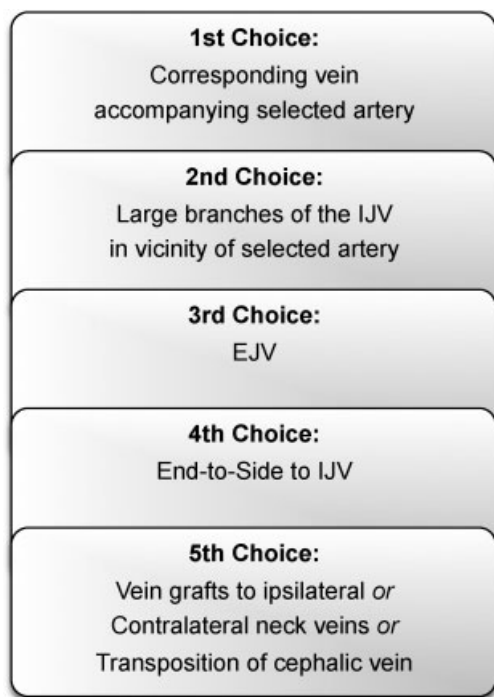 1st Choice:
Corresponding vein
accompanying selected artery
2nd Choice:
Large branches of the IJV
in vicinity of selected artery
3rd Choice:
EJV
4th Choice:
End-to-Side to IJV
5th Choice:
Vein grafts to ipsilateral or
Contralateral neck veins or
Transposition of cephalic vein